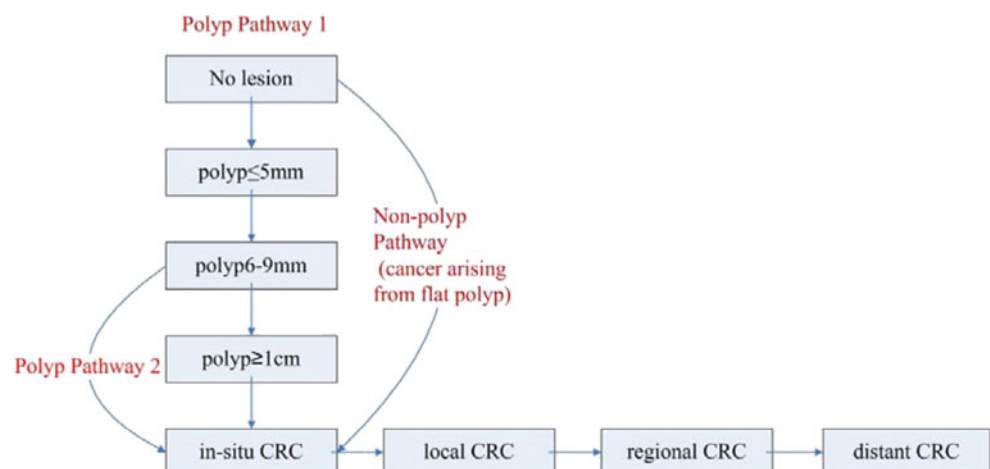 Polyp Pathway 1
No lesion
polyp≤5mm
Non-polyp
Pathway
(cancer arising
from flat polyp)
polyp6-9mm
Polyp Pathway 2
polyp≥1cm
in-situ CRC
local CRC
regional CRC
distant CRC